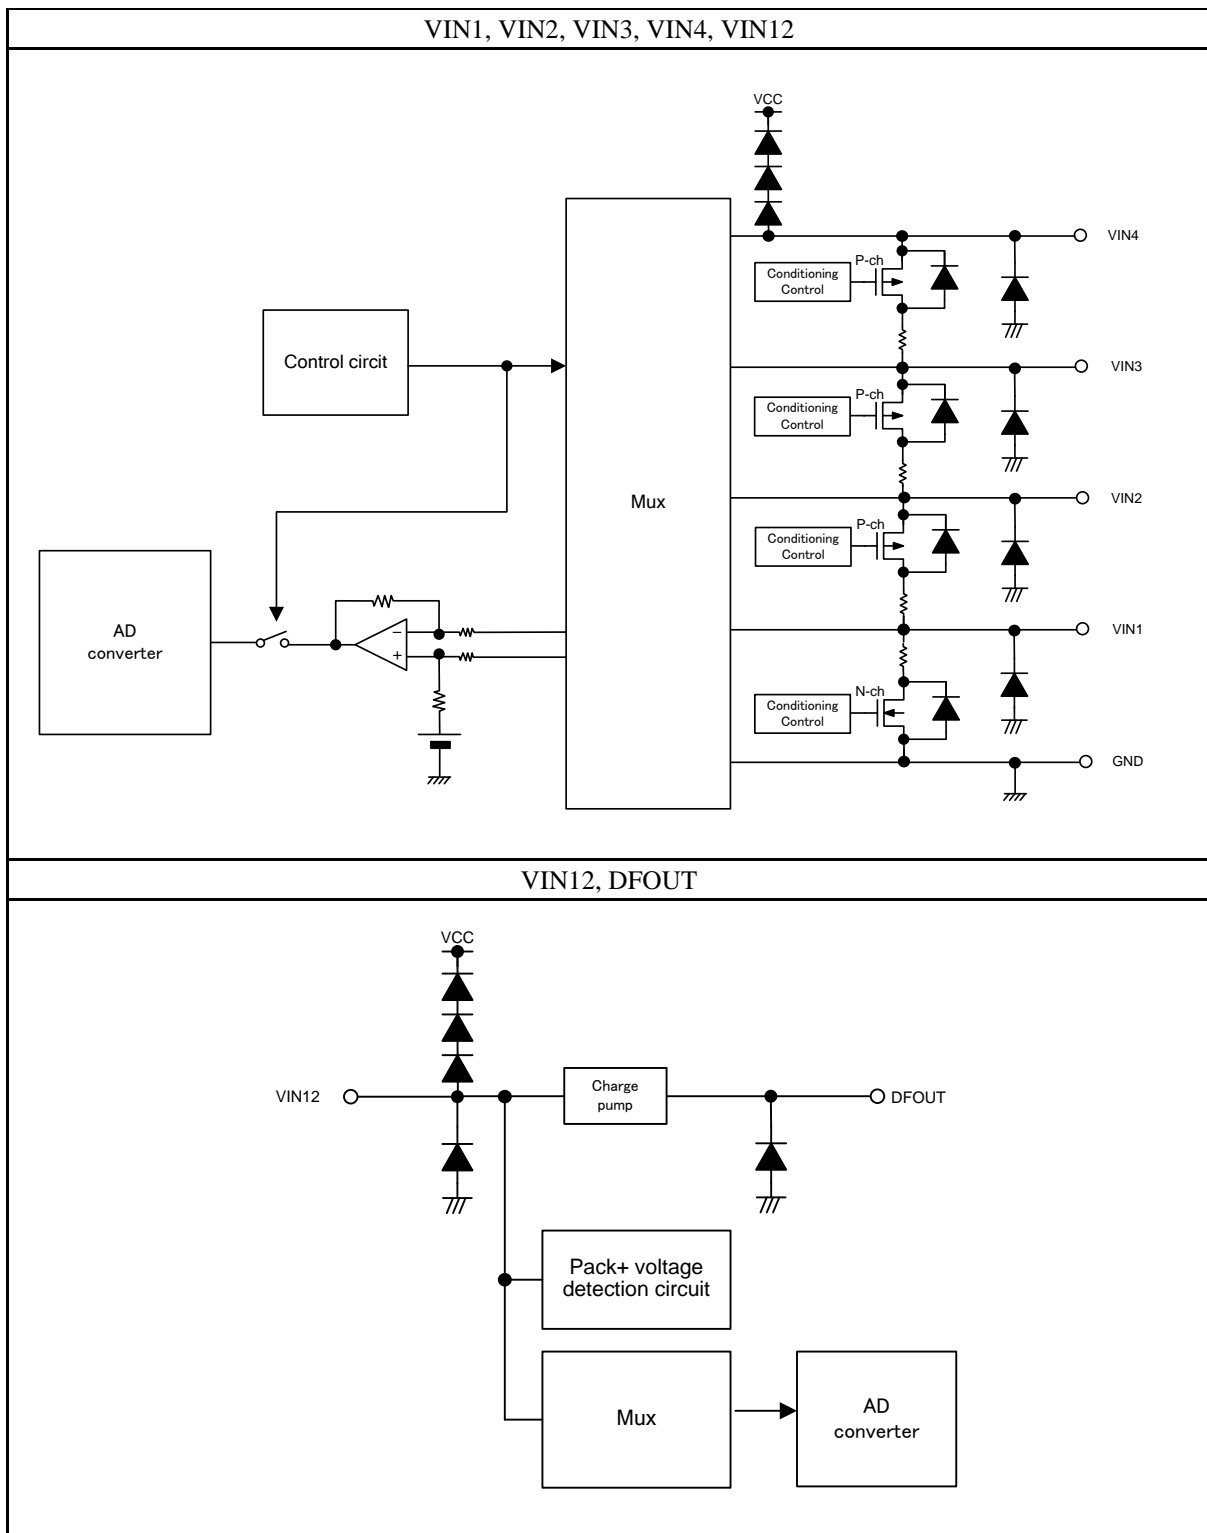 VIN1, VIN2, VIN3, VIN4, VIN12
VCC
VIN4
P-ch
Conditioning
Control
Control circit
VIN3
P-ch
Conditioning
Control
Mux
VIN2
P-ch
Conditioning
Control
AD
converter
−
+
VIN1
N-ch
Conditioning
Control
GND
VIN12, DFOUT
VCC
VIN12
Charge
pump
DFOUT
Pack+ voltage
detection circuit
Mux
AD
converter